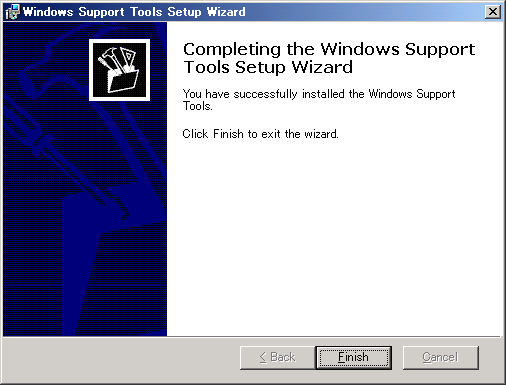 Windows Support Tools Setup Wizard
Completing the Windows Support
Tools Setup Wizard
You have successfully installed the Windows Support
Tools.
Click Finish to exit the wizard.
< Back
Finish
Cancel